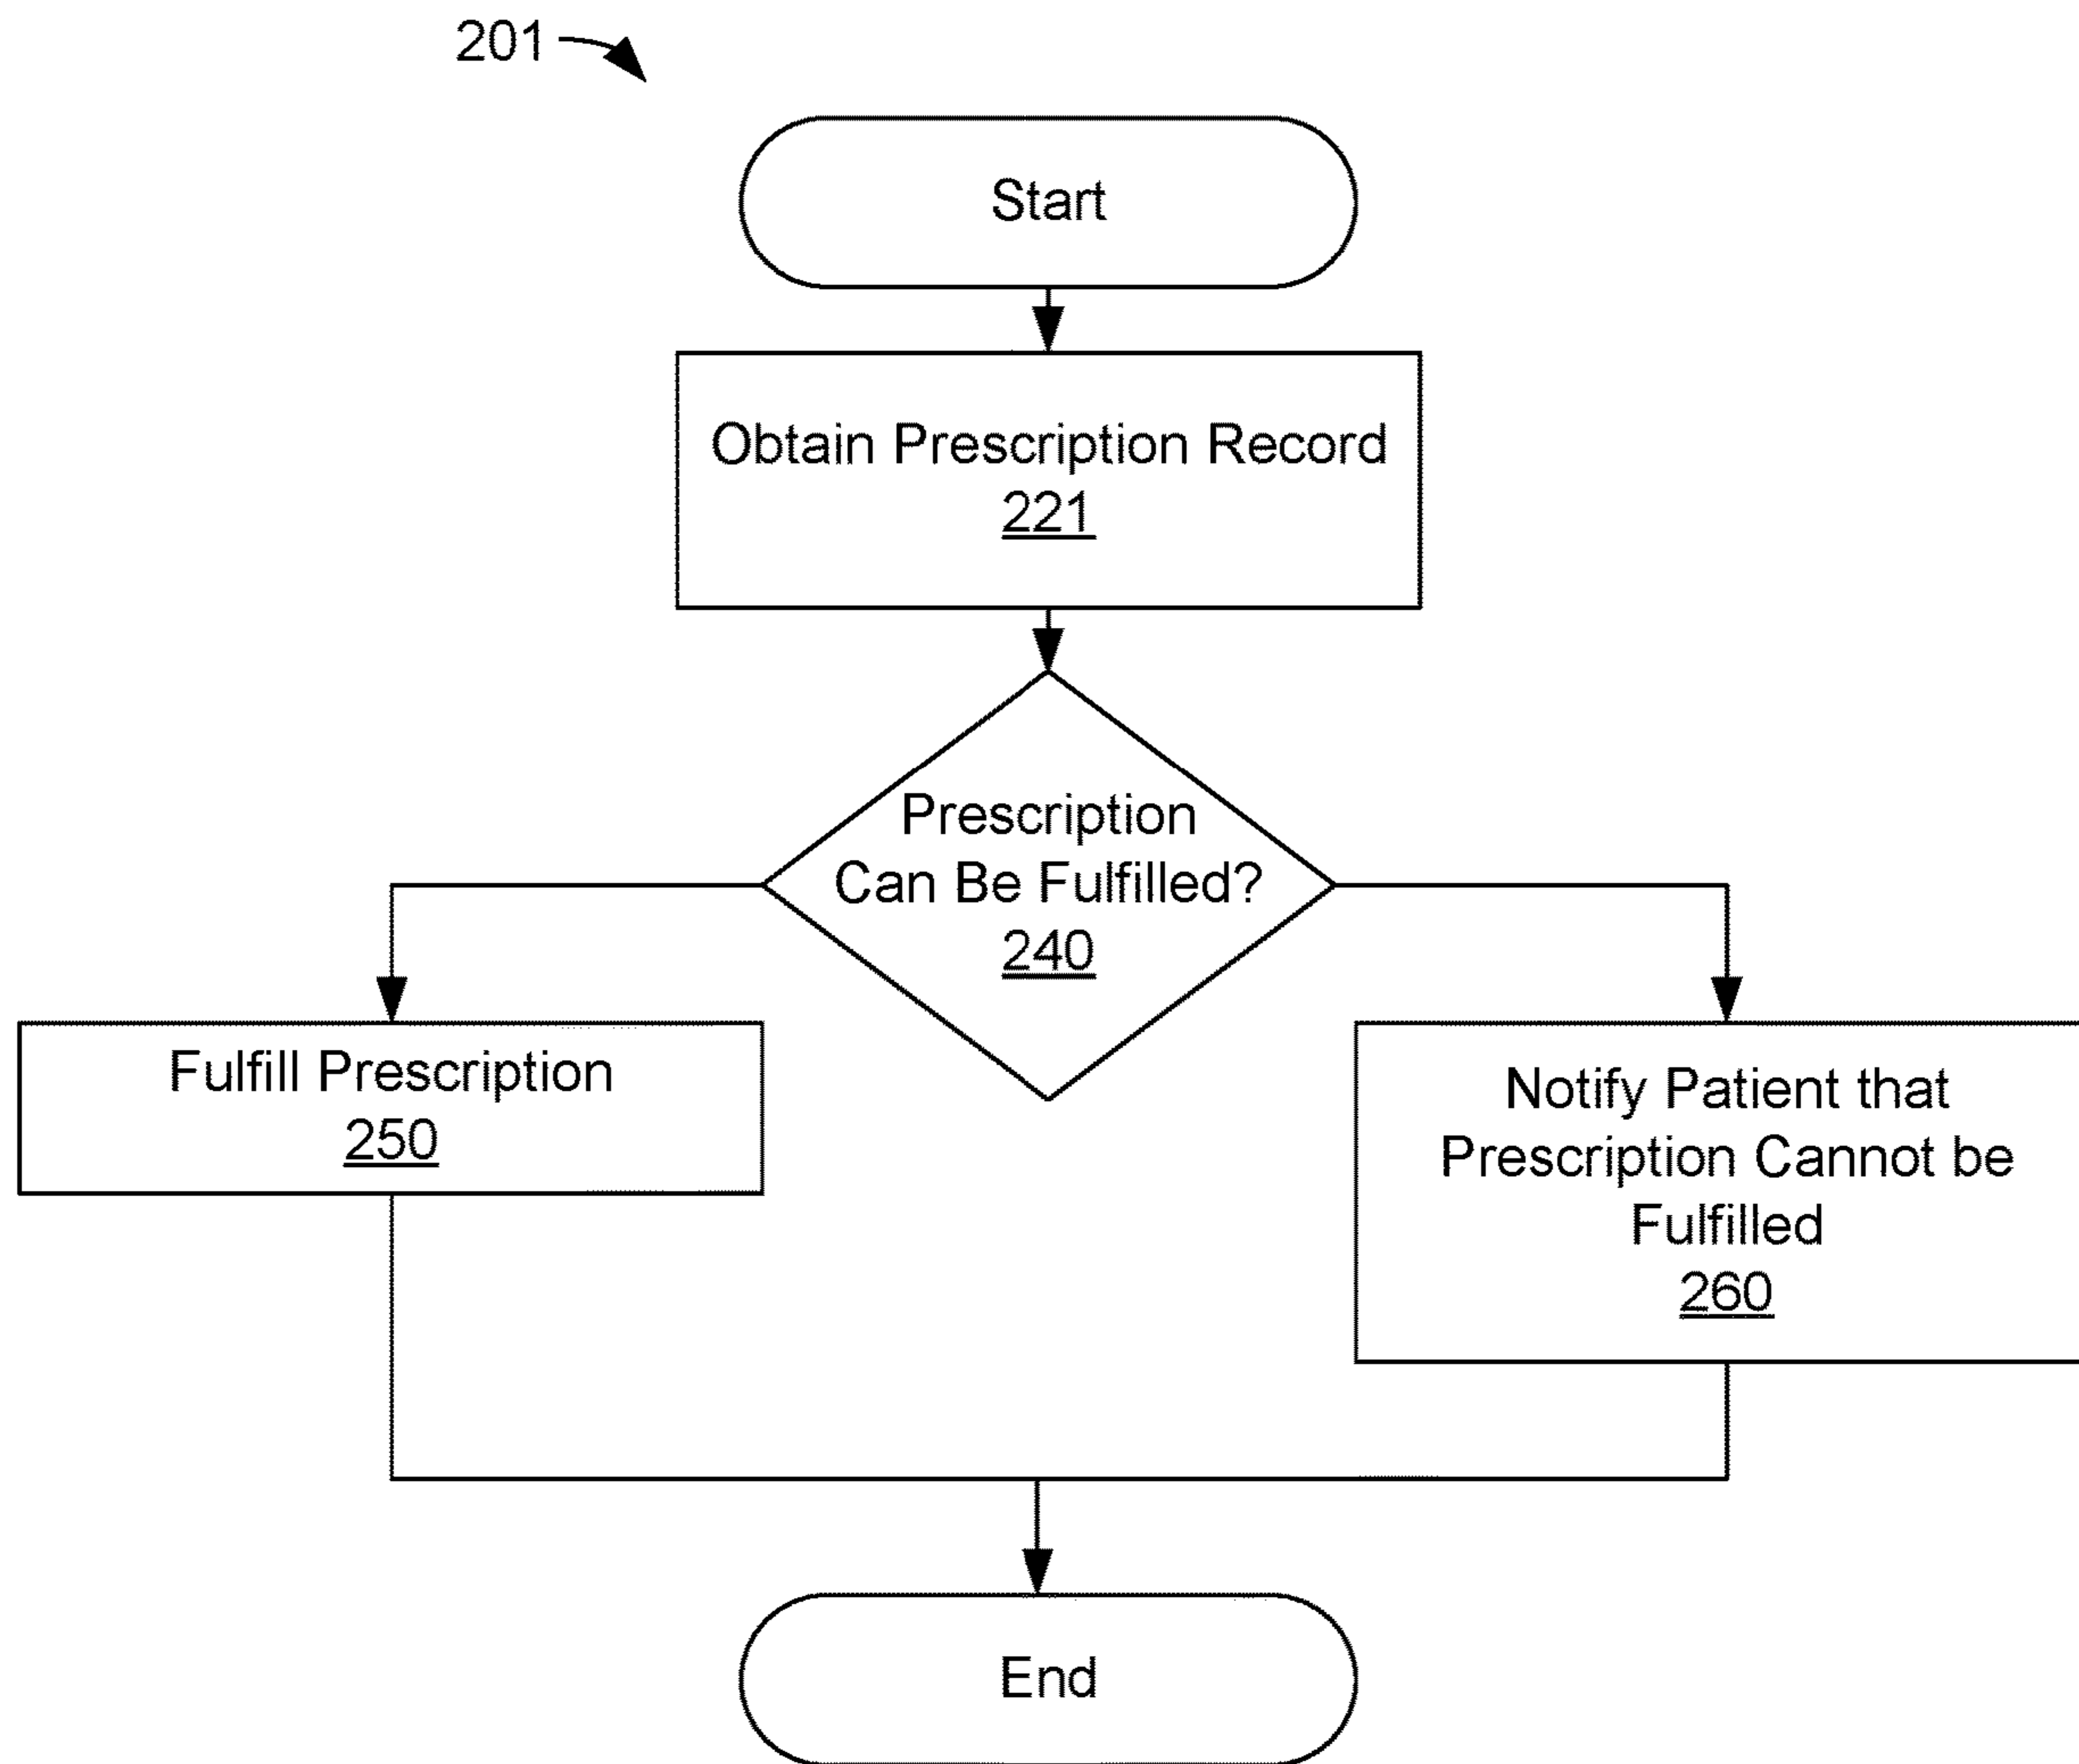 201
Start
Obtain Prescription Record
221
Prescription
Can Be Fulfilled?
240
Fulfill Prescription
250
Notify Patient that
Prescription Cannot be
Fulfilled
260
End